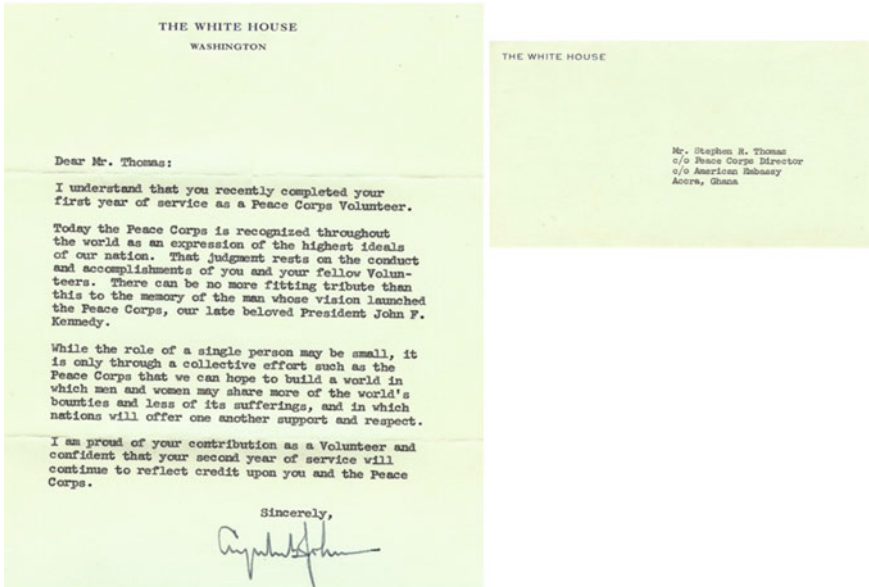 THE WHITE HOUSE
WASHINGTON
Dear Mr. Thomas:
I understand that you recently completed your
first year of service as a Peace Corps Volunteer.
Today the Peace Corps is recognized throughout
the world as an expression of the highest ideals
of our nation. That judgment rests on the conduct
and accomplishments of you and your fellow Volun-
teers. There can be no more fitting tribute than
this to the memory of the man whose vision launched
the Peace Corps, our late beloved President John F.
Kennedy.
While the role of a single person may be small, it
is only through a collective effort such as the
Peace Corps that we can hope to build a world in
which men and women may share more of the world's
bounties and less of its sufferings, and in which
nations will offer one another support and respect.
I am proud of your contribution as a Volunteer and
confident that your second year of service will
continue to reflect credit upon you and the Peace
Corps.
Sincerely,
THE WHITE HOUSE
Mr. Stephen R. Thomas
c/o Peace Corps Director
c/o American Embassy
Accra, Ghana